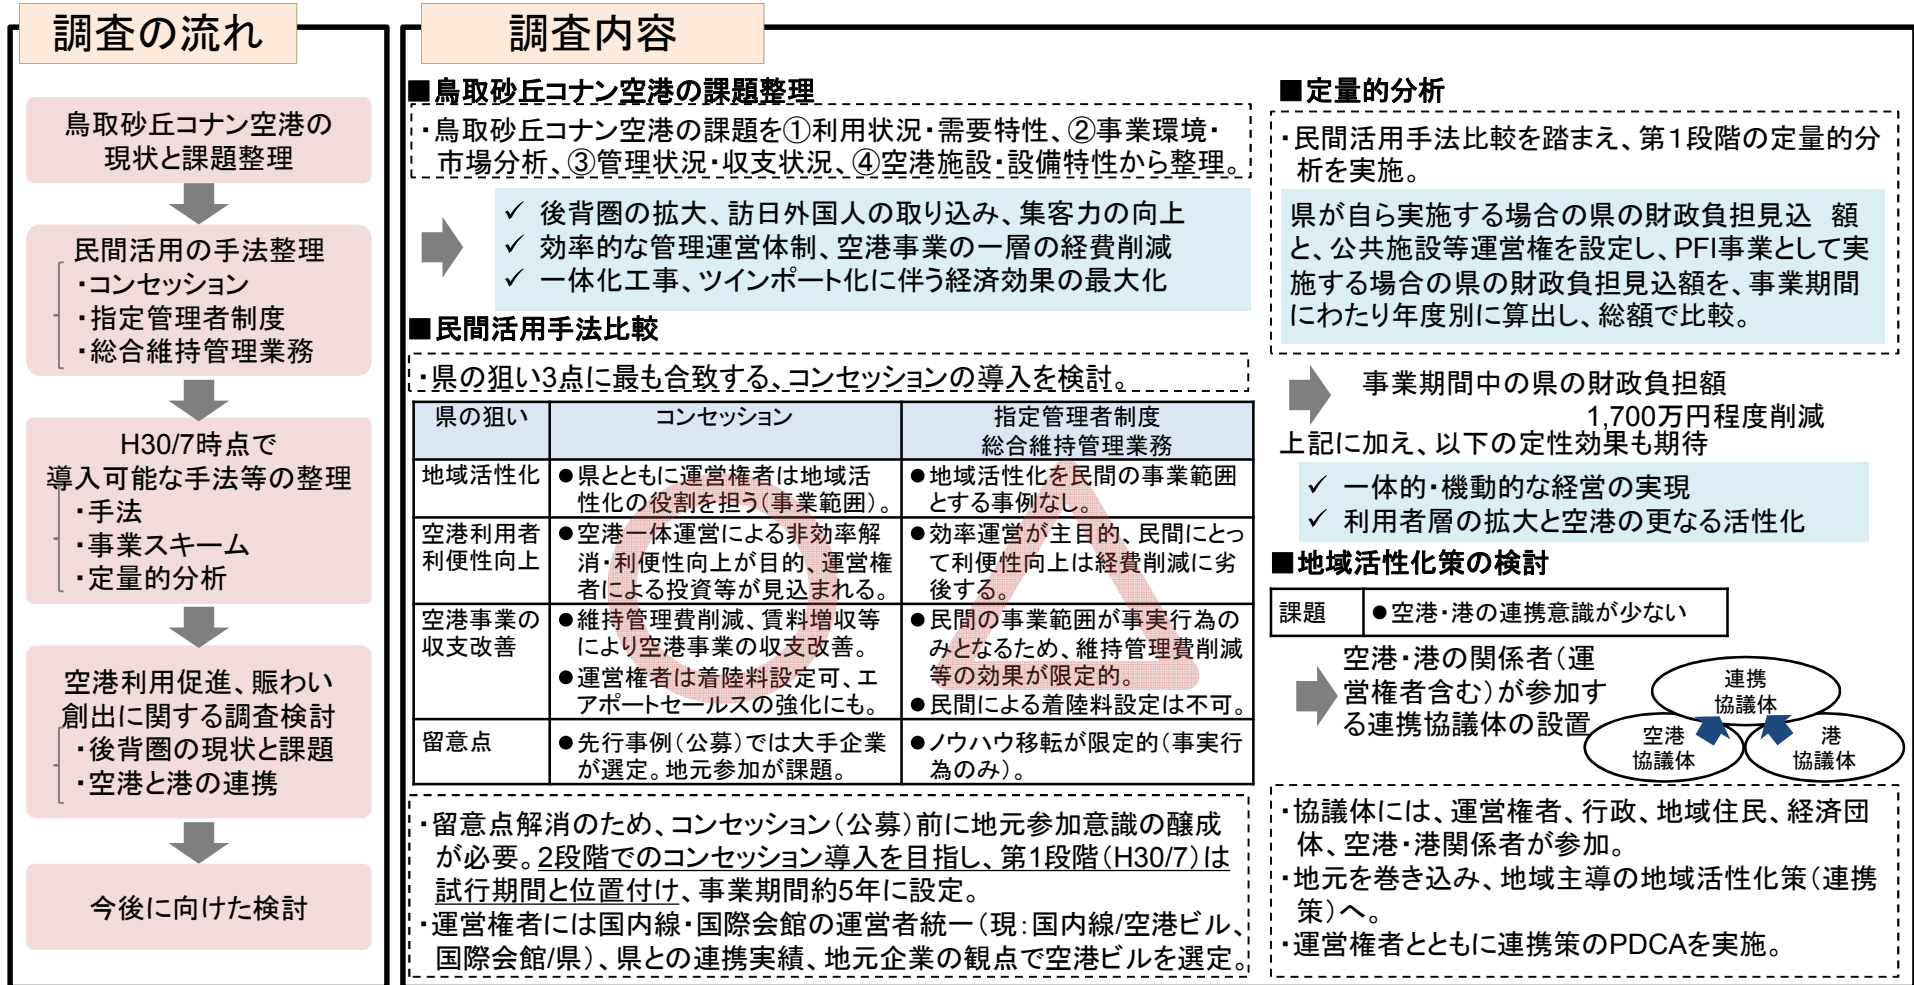 調査の流れ
鳥取砂丘コナン空港の
現状と課題整理
民間活用の手法整理
・コンセッション
・指定管理者制度
・総合維持管理業務
H30/7時点で
導入可能な手法等の整理
・手法
・事業スキーム
・定量的分析
空港利用促進、賑わい
創出に関する調査検討
・後背圏の現状と課題
・空港と港の連携
今後に向けた検討
調査内容
■鳥取砂丘コナン空港の課題整理
・鳥取砂丘コナン空港の課題を①利用状況・需要特性、②事業環境・
市場分析、③管理状況・収支状況、④空港施設・設備特性から整理。
✓ 後背圏の拡大、訪日外国人の取り込み、集客力の向上
✓ 効率的な管理運営体制、空港事業の一層の経費削減
✓ 一体化工事、ツインポート化に伴う経済効果の最大化
■民間活用手法比較
・県の狙い3点に最も合致する、コンセッションの導入を検討。
県の狙い
コンセッション
指定管理者制度
総合維持管理業務
地域活性化
●県とともに運営権者は地域活
性化の役割を担う（事業範囲）。
●地域活性化を民間の事業範囲
とする事例なし。
空港利用者
利便性向上
●空港一体運営による非効率解
消・利便性向上が目的、運営権
者による投資等が見込まれる。
●効率運営が主目的、民間にとっ
て利便性向上は経費削減に劣
後する。
空港事業の
収支改善
●維持管理費削減、賃料増収等
により空港事業の収支改善。
●運営権者は着陸料設定可、エ
アポートセールスの強化にも。
●民間の事業範囲が事実行為の
みとなるため、維持管理費削減
等の効果が限定的。
●民間による着陸料設定は不可。
留意点
●先行事例（公募）では大手企業
が選定。地元参加が課題。
●ノウハウ移転が限定的（事実行
為のみ）。
・留意点解消のため、コンセッション（公募）前に地元参加意識の醸成
が必要。2段階でのコンセッション導入を目指し、第1段階（H30/7）は
試行期間と位置付け、事業期間約5年に設定。
・運営権者には国内線・国際会館の運営者統一（現：国内線/空港ビル、
国際会館/県）、県との連携実績、地元企業の観点で空港ビルを選定。
■定量的分析
・民間活用手法比較を踏まえ、第1段階の定量的分
析を実施。
県が自ら実施する場合の県の財政負担見込 額
と、公共施設等運営権を設定し、PFI事業として実
施する場合の県の財政負担見込額を、事業期間
にわたり年度別に算出し、総額で比較。
事業期間中の県の財政負担額
1,700万円程度削減
上記に加え、以下の定性効果も期待
✓ 一体的・機動的な経営の実現
✓ 利用者層の拡大と空港の更なる活性化
■地域活性化策の検討
課題
●空港・港の連携意識が少ない
空港・港の関係者（運
営権者含む）が参加す
る連携協議体の設置
連携
協議体
空港
協議体
港
協議体
・協議体には、運営権者、行政、地域住民、経済団
体、空港・港関係者が参加。
・地元を巻き込み、地域主導の地域活性化策（連携
策）へ。
・運営権者とともに連携策のPDCAを実施。